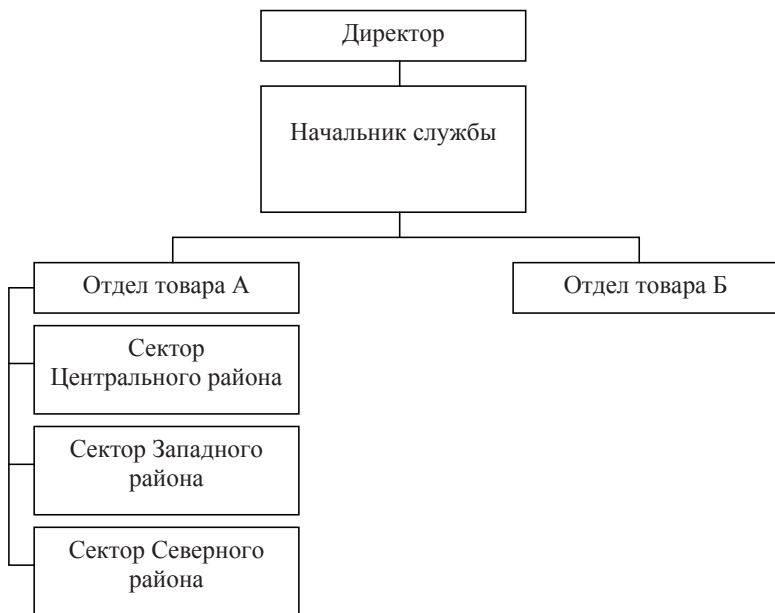 Директор
Начальник службы
Отдел товара А
Отдел товара Б
Сектор
Центрального района
Сектор Западного
района
Сектор Северного
района